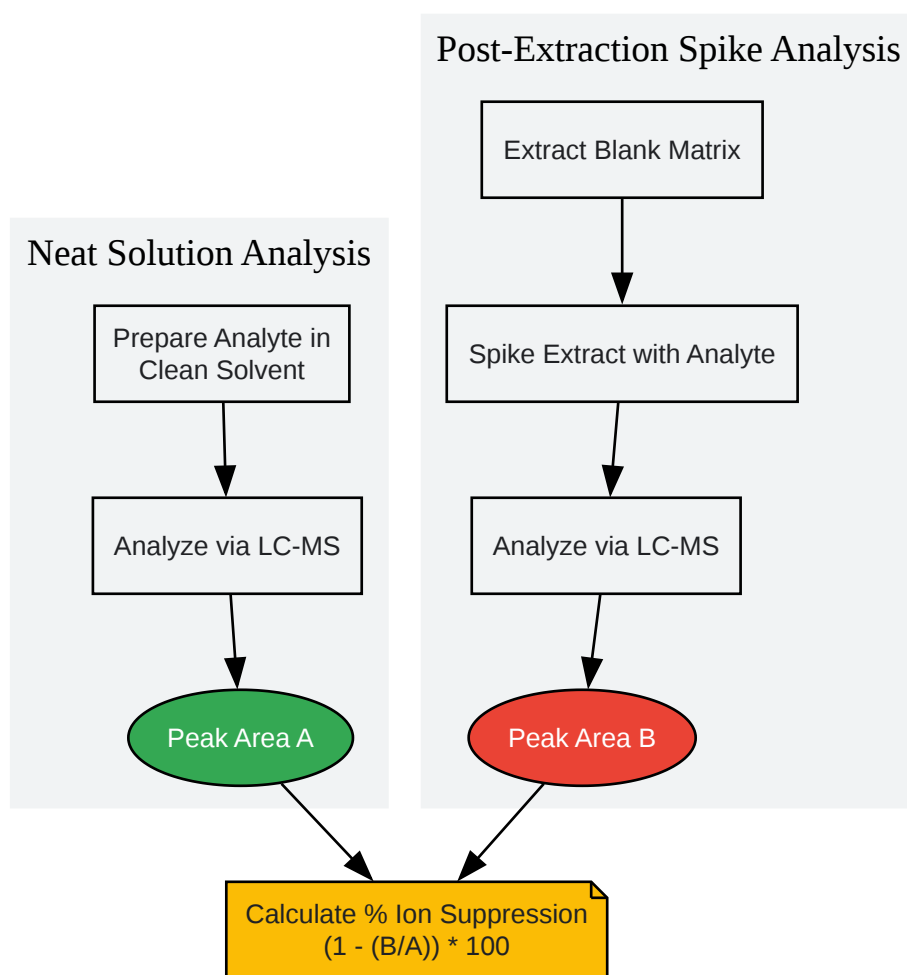 Post-Extraction Spike Analysis
Extract Blank Matrix
Spike Extract with Analyte
Analyze via LC-MS
Peak Area B
Neat Solution Analysis
Prepare Analyte in
Clean Solvent
Analyze via LC-MS
Peak Area A
Calculate % Ion Suppression
(1 - (B/A)) * 100